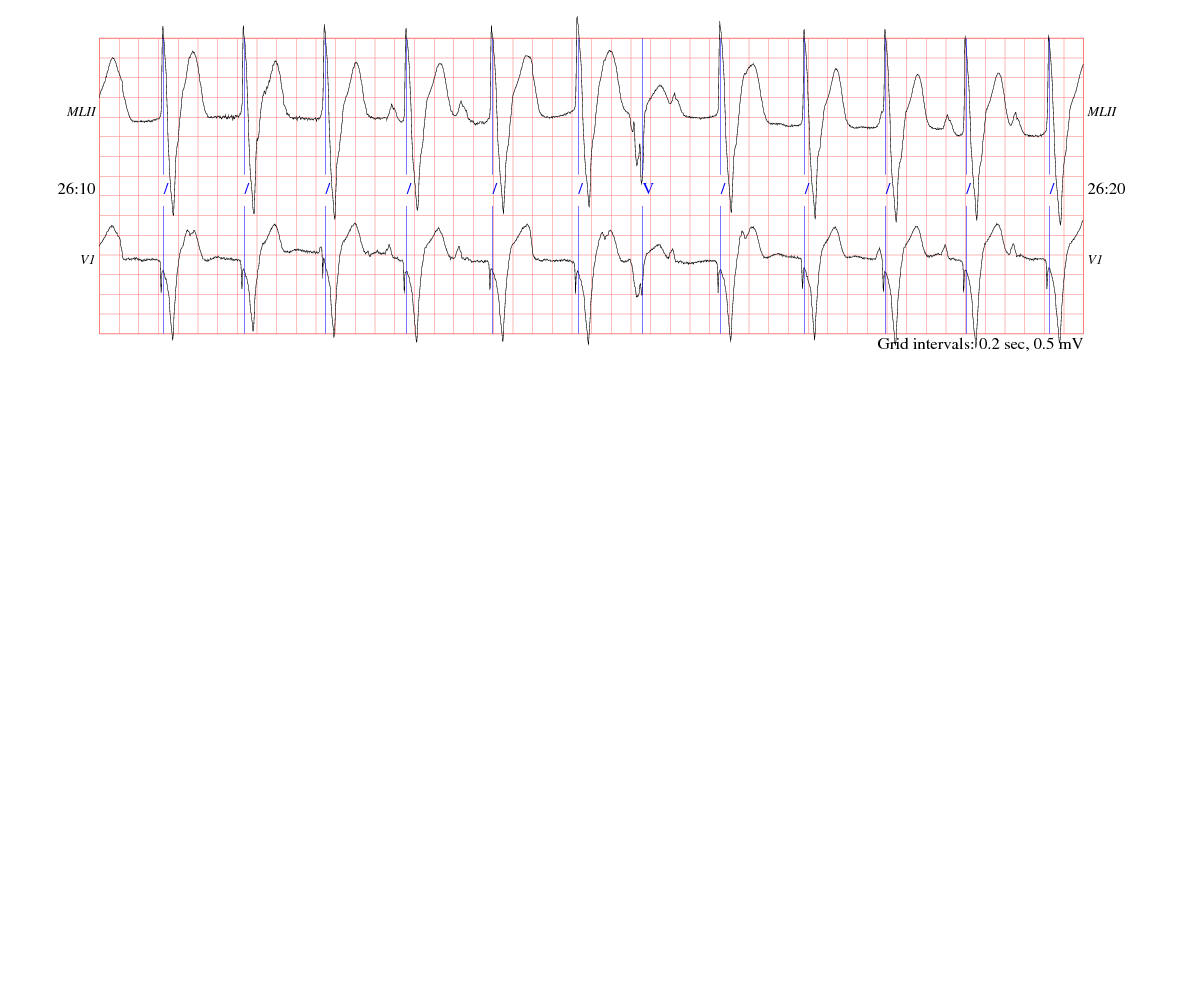 MLII MLII
26:10 / / / / / / V / / / / / 26:20
V1 V1
Grid intervals: 0.2 sec, 0.5 mV